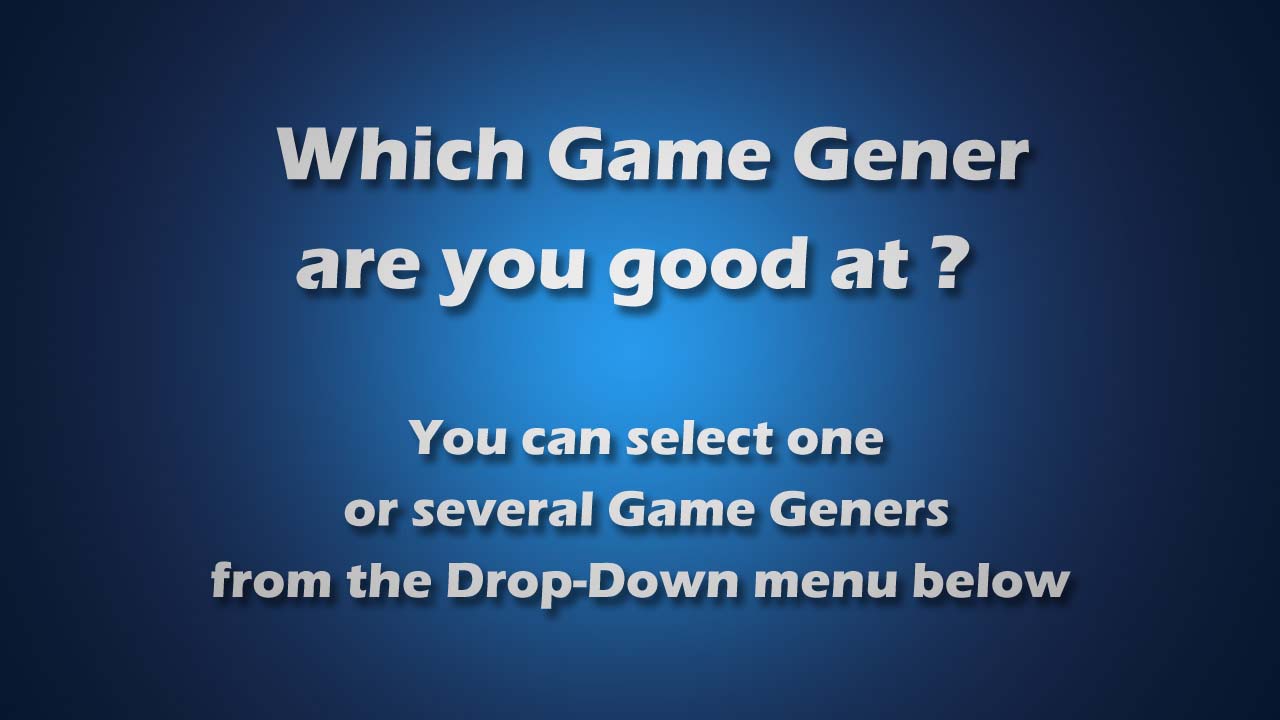 Which Game Gener
are you good at ?
You can select one
or several Game Geners
from the Drop-Down menu below